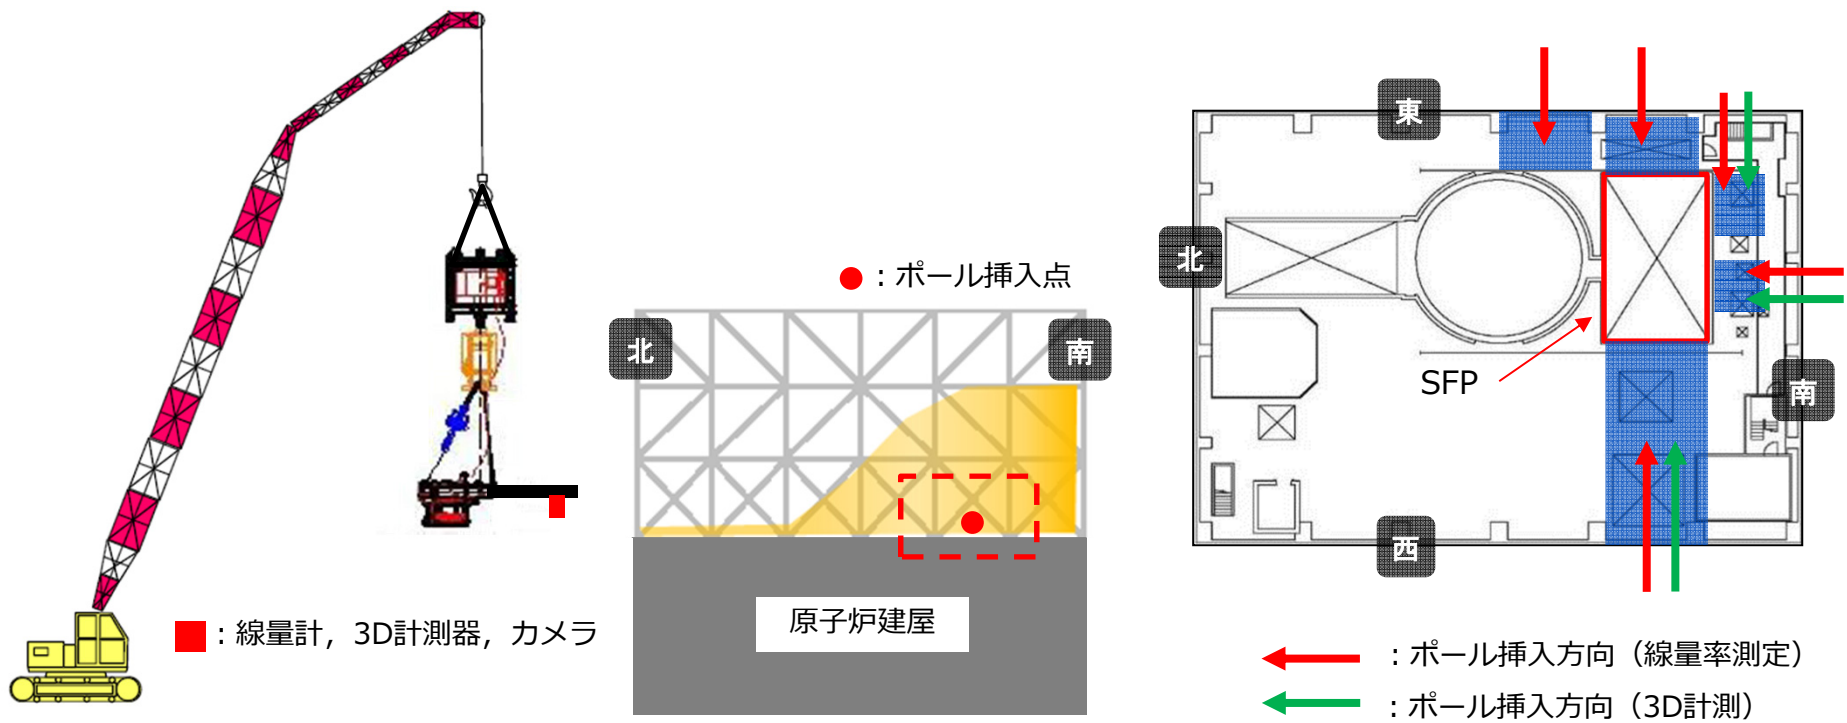 ：線量計，3D計測器，カメラ
：ポール挿入点
北
南
原子炉建屋
東
北
南
西
SFP
：ポール挿入方向（線量率測定）
：ポール挿入方向（3D計測）